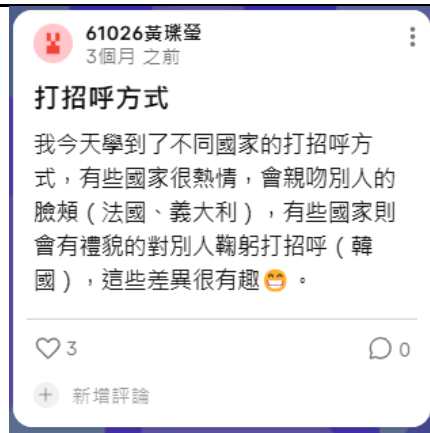 61026黃瑮瑩
3個月 之前
打招呼方式
我今天學到了不同國家的打招呼方
式，有些國家很熱情，會親吻別人的
臉頰（法國、義大利），有些國家則
會有禮貌的對別人鞠躬打招呼（韓
國），這些差異很有趣😁。
3
0
新增評論